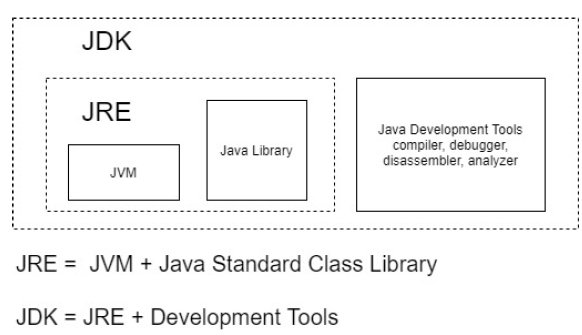 JDK
JRE
JVM
Java Library
Java Development Tools
compiler, debugger,
disassembler, analyzer
JRE = JVM + Java Standard Class Library
JDK = JRE + Development Tools